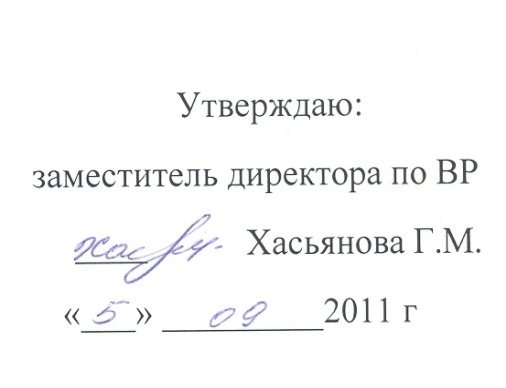 Утверждаю:
заместитель директора по ВР
Хасьянова Г.М.
«5» 09 2011 г